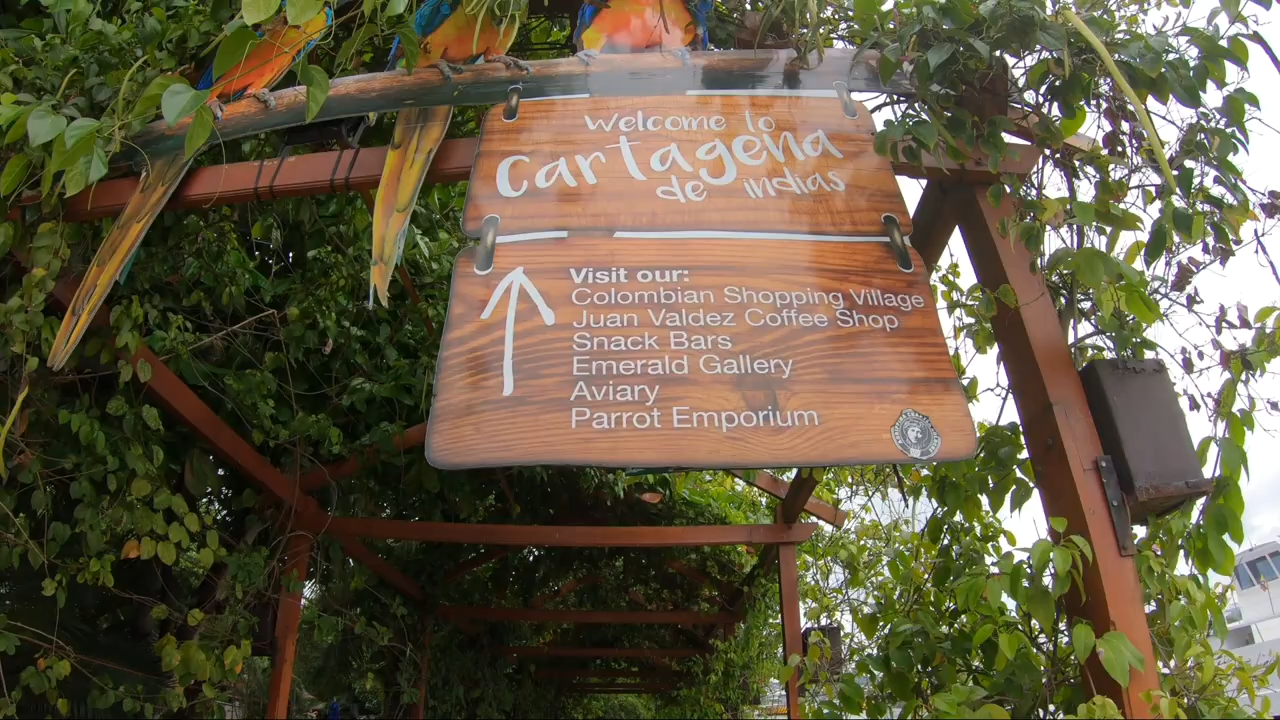 Welcome to
Cartagena
de indias
Visit our:
Colombian Shopping Village
Juan Valdez Coffee Shop
Snack Bars
Emerald Gallery
Aviary
Parrot Emporium